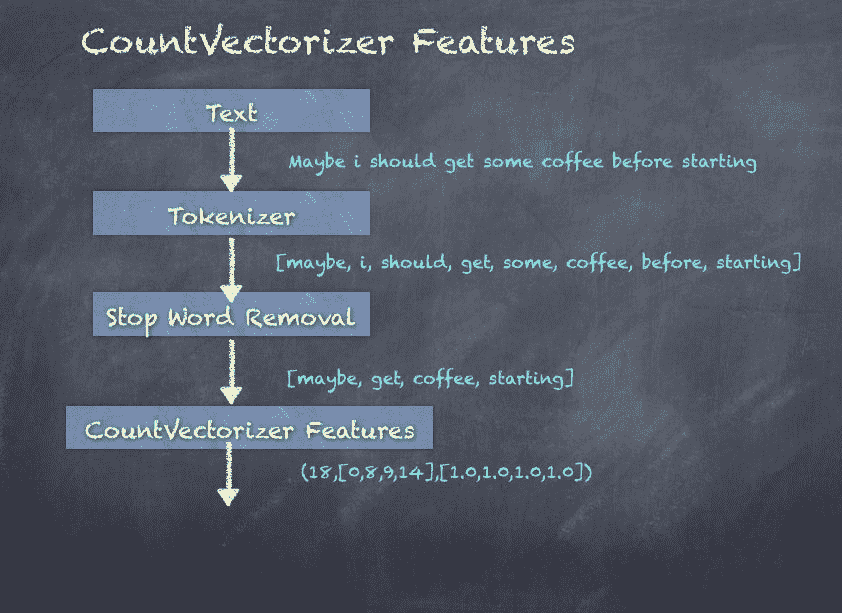 CountVectorizer Features
Text
Maybe i should get some coffee before starting
Tokenizer
[maybe, i, should, get, some, coffee, before, starting]
Stop Word Removal
[maybe, get, coffee, starting]
CountVectorizer Features
(18,[0,8,9,14],[1.0,1.0,1.0,1.0])